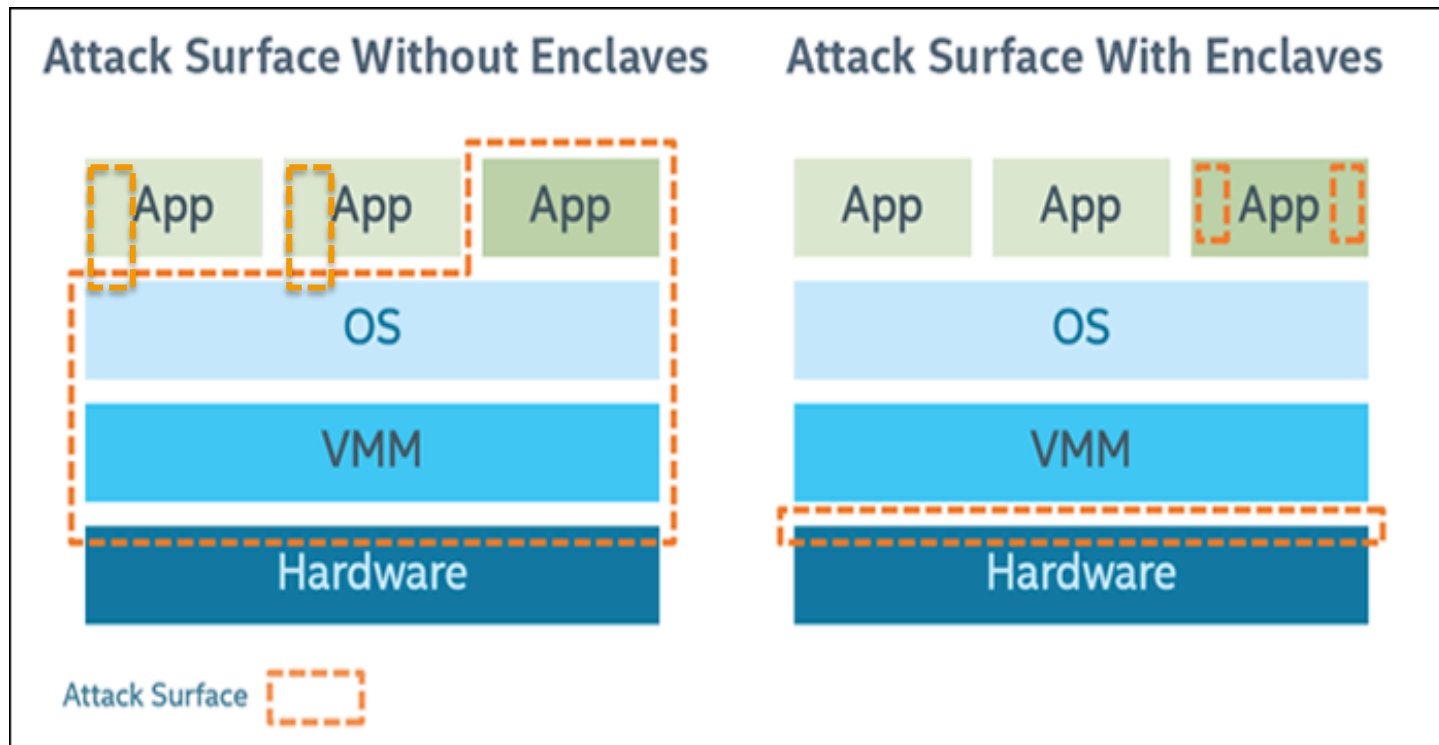 Attack Surface Without Enclaves
Attack Surface With Enclaves
App App App
App App App
OS
OS
VMM
VMM
Hardware
Hardware
Attack Surface